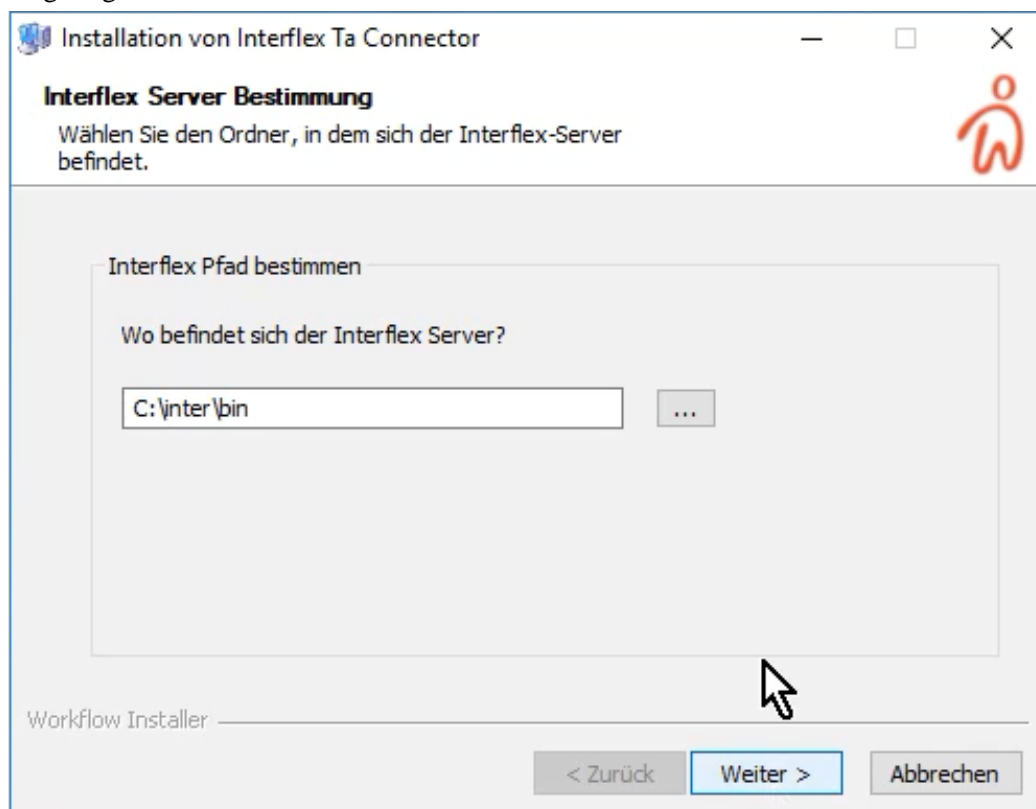 Installation von Interflex Ta Connector
Interflex Server Bestimmung
Wählen Sie den Ordner, in dem sich der Interflex-Server
befindet.
Interflex Pfad bestimmen
Wo befindet sich der Interflex Server?
C:\inter\bin
...
Workflow Installer
< Zurück Weiter > Abbrechen